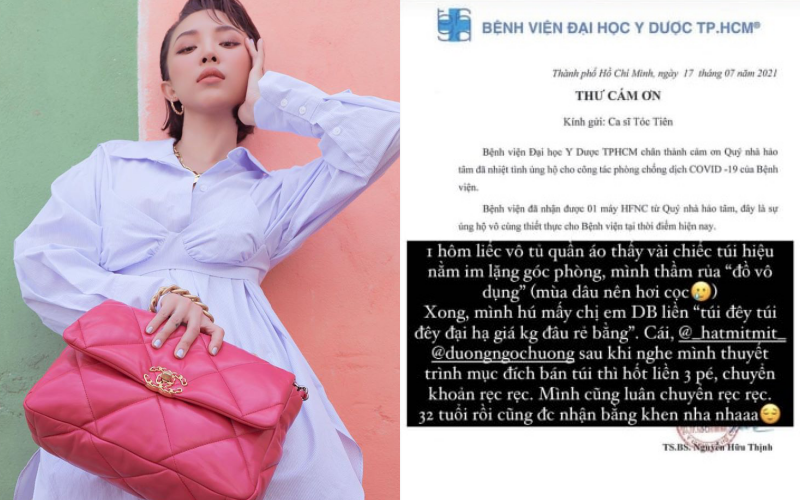 BỆNH VIỆN ĐẠI HỌC Y DƯỢC TP.HCM®
Thành phố Hồ Chí Minh, ngày 17 tháng 07 năm 2021
THƯ CÁM ƠN
Kính gửi: Ca sĩ Tóc Tiên
Bệnh viện Đại học Y Dược TPHCM chân thành cám ơn Quý nhà hảo
tâm đã nhiệt tình ủng hộ cho công tác phòng chống dịch COVID -19 của Bệnh
viện.
Bệnh viện đã nhận được 01 máy HFNC từ Quý nhà hảo tâm, đây là sự
ủng hộ vô cùng thiết thực cho Bệnh viện tại thời điểm hiện nay.
1 hôm liếc vô tủ quần áo thấy vài chiếc túi hiệu
nằm im lặng góc phòng, mình thầm rủa “đồ vô
dụng” (mùa dâu nên hơi cọc🥲)
Xong, mình hú mấy chị em DB liền “túi đêy túi
đêy đại hạ giá kg đâu rẻ bằng”. Cái, @_hatmitmit_
@duongngochuong sau khi nghe mình thuyết
trình mục đích bán túi thì hốt liền 3 pé, chuyển
khoản rẹc rẹc. Mình cũng luân chuyển rẹc rẹc.
32 tuổi rồi cũng đc nhận bằng khen nha nhaaa😌
TS.BS. Nguyễn Hữu Thịnh